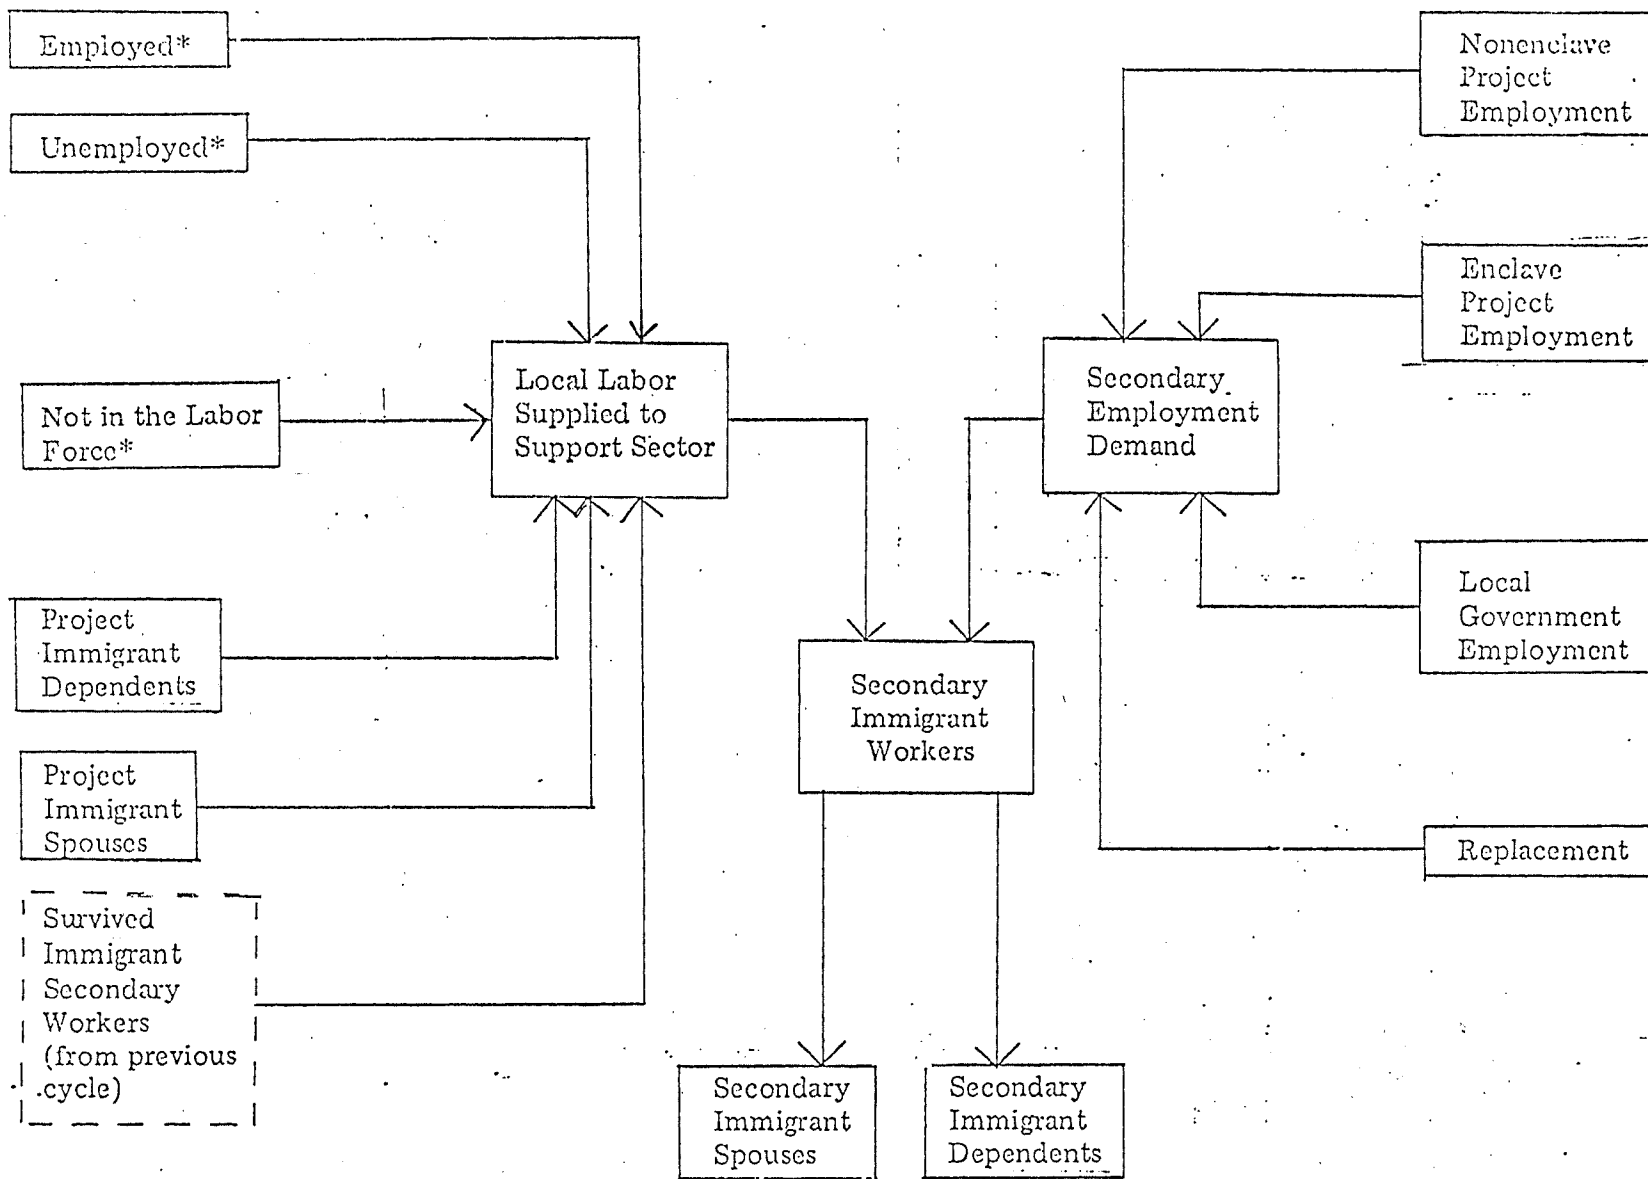 Employed*
Unemployed*
Not in the Labor
Force*
Project
Immigrant
Dependents
Project
Immigrant
Spouses
Survived
Immigrant
Secondary
Workers
(from previous
cycle)
Local Labor
Supplied to
Support Sector
Secondary
Immigrant
Workers
Secondary
Immigrant
Spouses
Secondary
Immigrant
Dependents
Secondary
Employment
Demand
Nonenclave
Project
Employment
Enclave
Project
Employment
Local
Government
Employment
Replacement